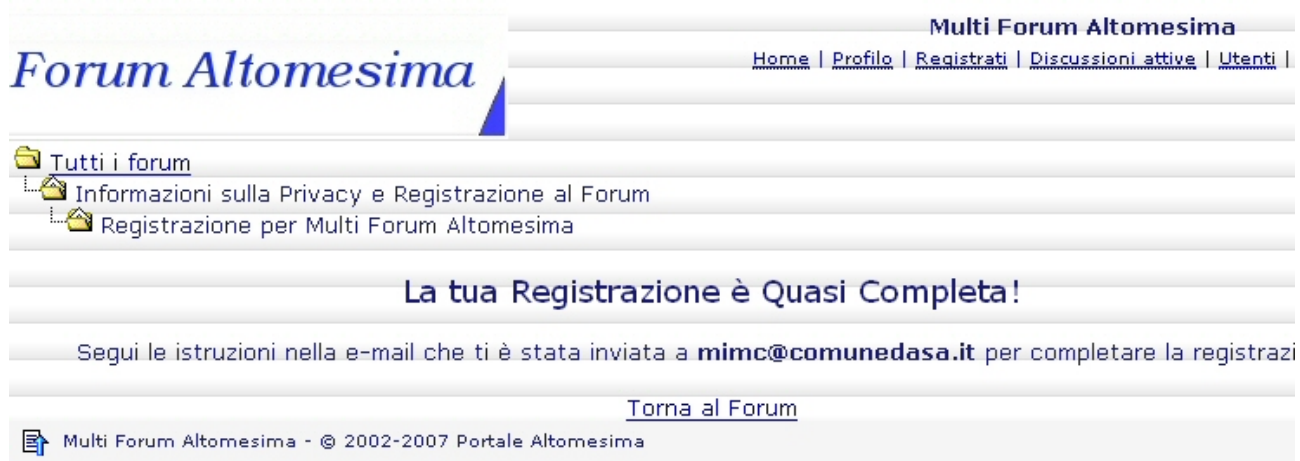 Forum Altomesima
Multi Forum Altomesima
Home | Profilo | Registrati | Discussioni attive | Utenti |
Tutti i forum
Informazioni sulla Privacy e Registrazione al Forum
Registrazione per Multi Forum Altomesima
La tua Registrazione è Quasi Completa!
Segui le istruzioni nella e-mail che ti è stata inviata a mimc@comunedasa.it per completare la registrazi
Torna al Forum
Multi Forum Altomesima - © 2002-2007 Portale Altomesima